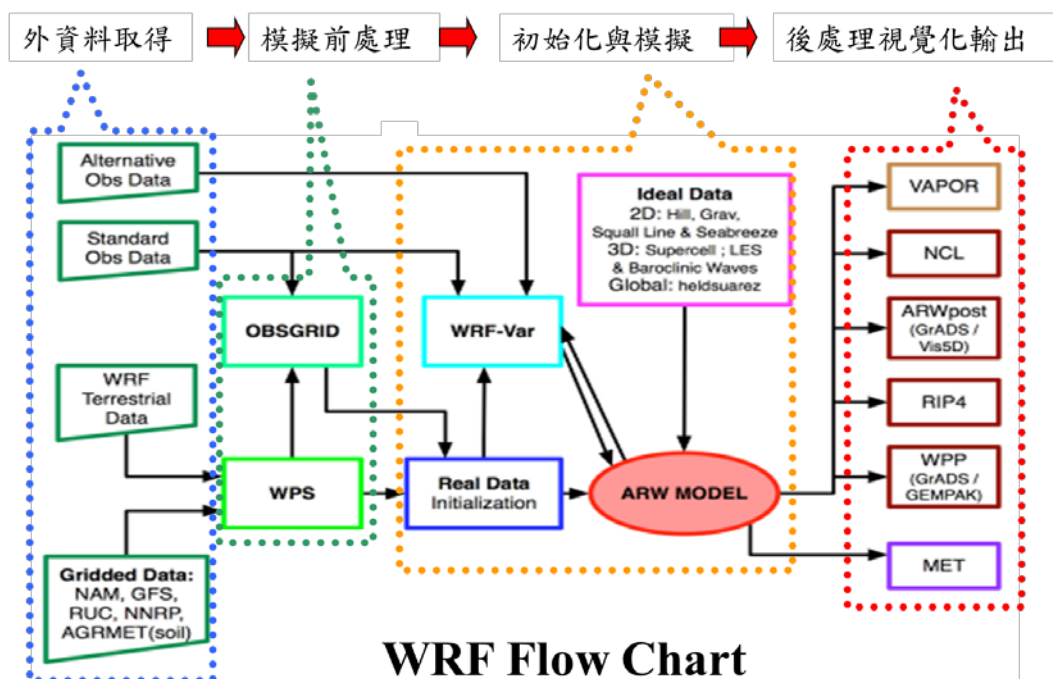 外資料取得
模擬前處理
初始化與模擬
後處理視覺化輸出
Alternative
Obs Data
Standard
Obs Data
WRF
Terrestrial
Data
Gridded Data:
NAM, GFS,
RUC, NNRP,
AGRMET(soil)
OBSGRID
WPS
WRF-Var
Real Data
Initialization
Ideal Data
2D: Hill, Grav,
Squall Line & Seabreeze
3D: Supercell ; LES
& Baroclinic Waves
Global: heldsuarez
ARW MODEL
VAPOR
NCL
ARWpost
(GrADS /
Vis5D)
RIP4
WPP
(GrADS /
GEMPAK)
MET
WRF Flow Chart